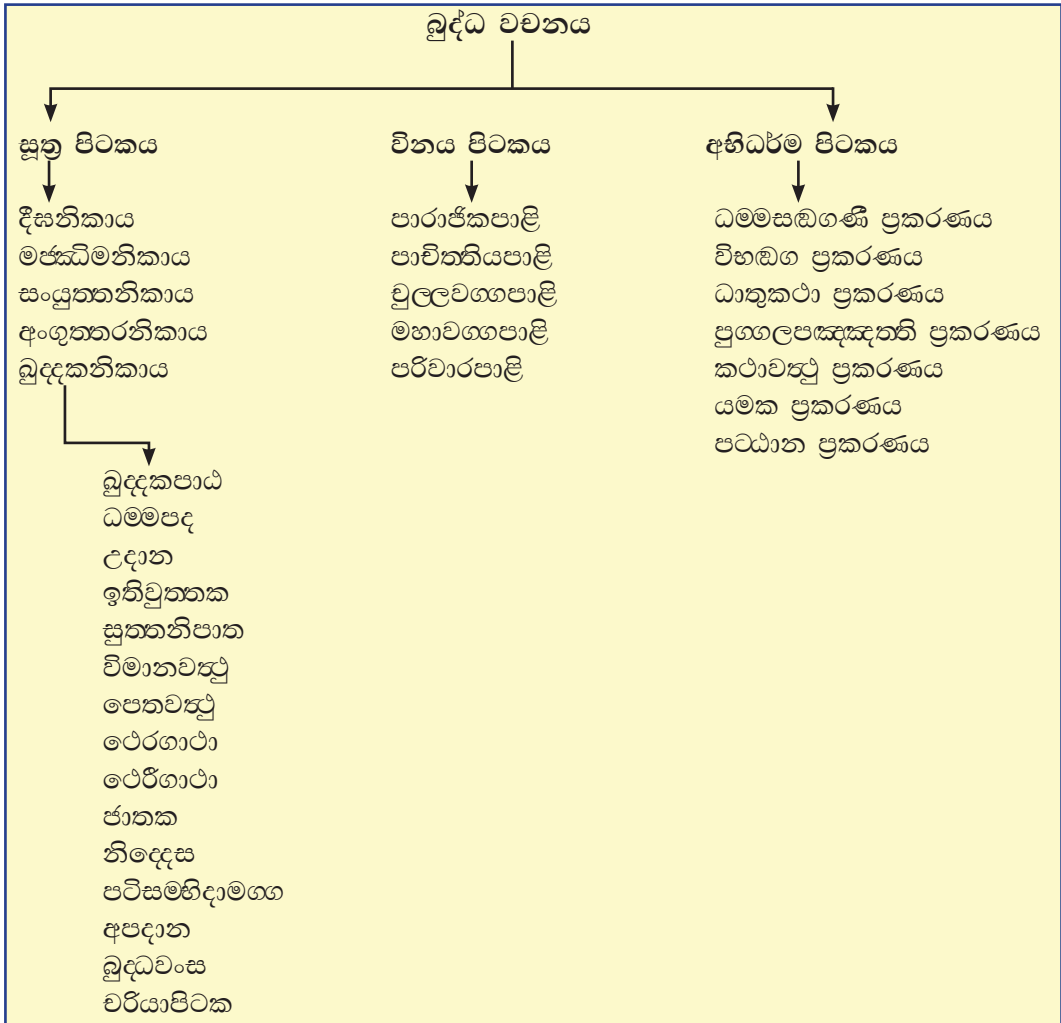 බුද්ධ වචනය
සූත්‍ර පිටකය
දීඝනිකාය
මජ්ඣිමනිකාය
සංයුත්තනිකාය
අංගුත්තරනිකාය
ඛුද්දකනිකාය
ඛුද්දකපාඨ
ධම්මපද
උදාන
ඉතිවුත්තක
සුත්තනිපාත
විමානවත්ථු
පෙතවත්ථු
ථෙරගාථා
ථෙරීගාථා
ජාතක
නිද්දෙස
පටිසම්භිදාමග්ග
අපදාන
බුද්ධවංස
චරියාපිටක
විනය පිටකය
පාරාජිකපාළි
පාචිත්තියපාළි
චුල්ලවග්ගපාළි
මහාවග්ගපාළි
පරිවාරපාළි
අභිධර්ම පිටකය
ධම්මසඞ්ගණී ප්‍රකරණය
විභඞ්ග ප්‍රකරණය
ධාතුකථා ප්‍රකරණය
පුග්ගලපඤ්ඤත්ති ප්‍රකරණය
කථාවත්ථු ප්‍රකරණය
යමක ප්‍රකරණය
පට්ඨාන ප්‍රකරණය